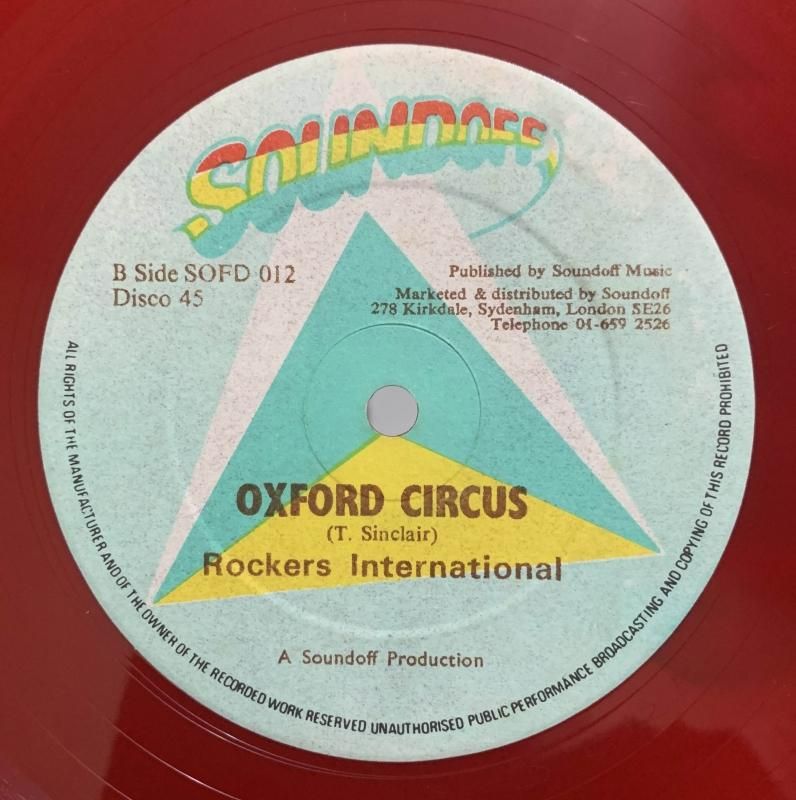 SOUNDOFF
B Side SOFD 012
Disco 45
Published by Soundoff Music
Marketed & distributed by Soundoff
278 Kirkdale, Sydenham, London SE26
Telephone 01-659 2526
OXFORD CIRCUS
(T. Sinclair)
Rockers International
A Soundoff Production
ALL RIGHTS OF THE MANUFACTURER AND OF THE OWNER OF THE RECORDED WORK RESERVED UNAUTHORISED PUBLIC PERFORMANCE BROADCASTING AND COPYING OF THIS RECORD PROHIBITED